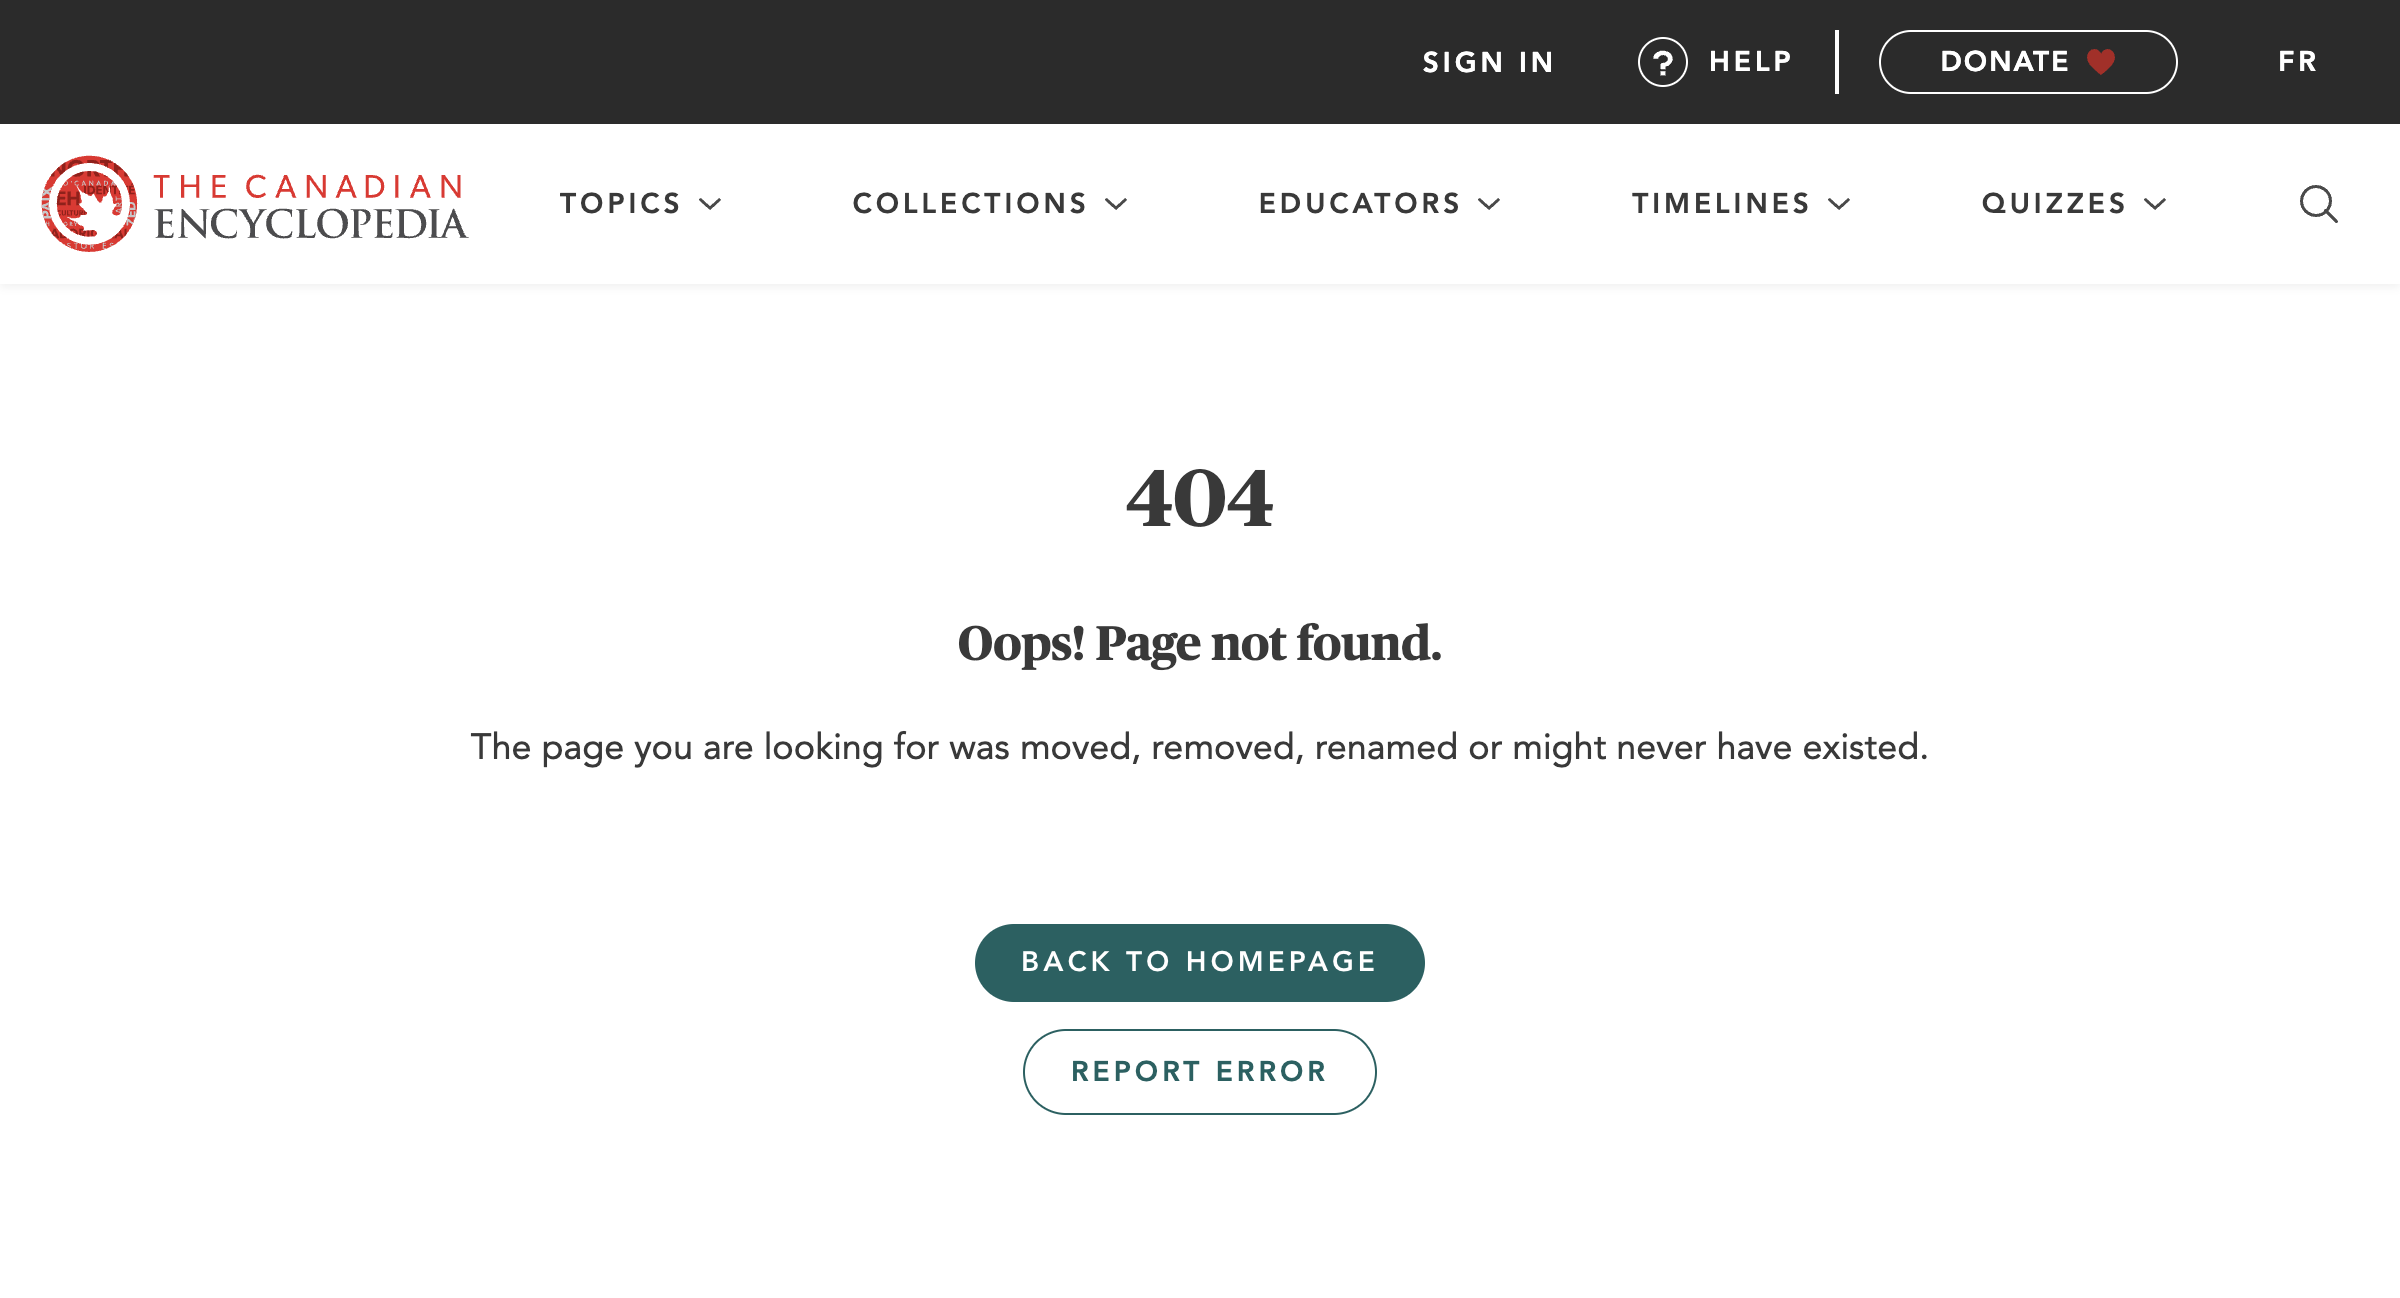 SIGN IN
? HELP
DONATE
FR
THE CANADIAN
ENCYCLOPEDIA
TOPICS
COLLECTIONS
EDUCATORS
TIMELINES
QUIZZES
404
Oops! Page not found.
The page you are looking for was moved, removed, renamed or might never have existed.
BACK TO HOMEPAGE
REPORT ERROR